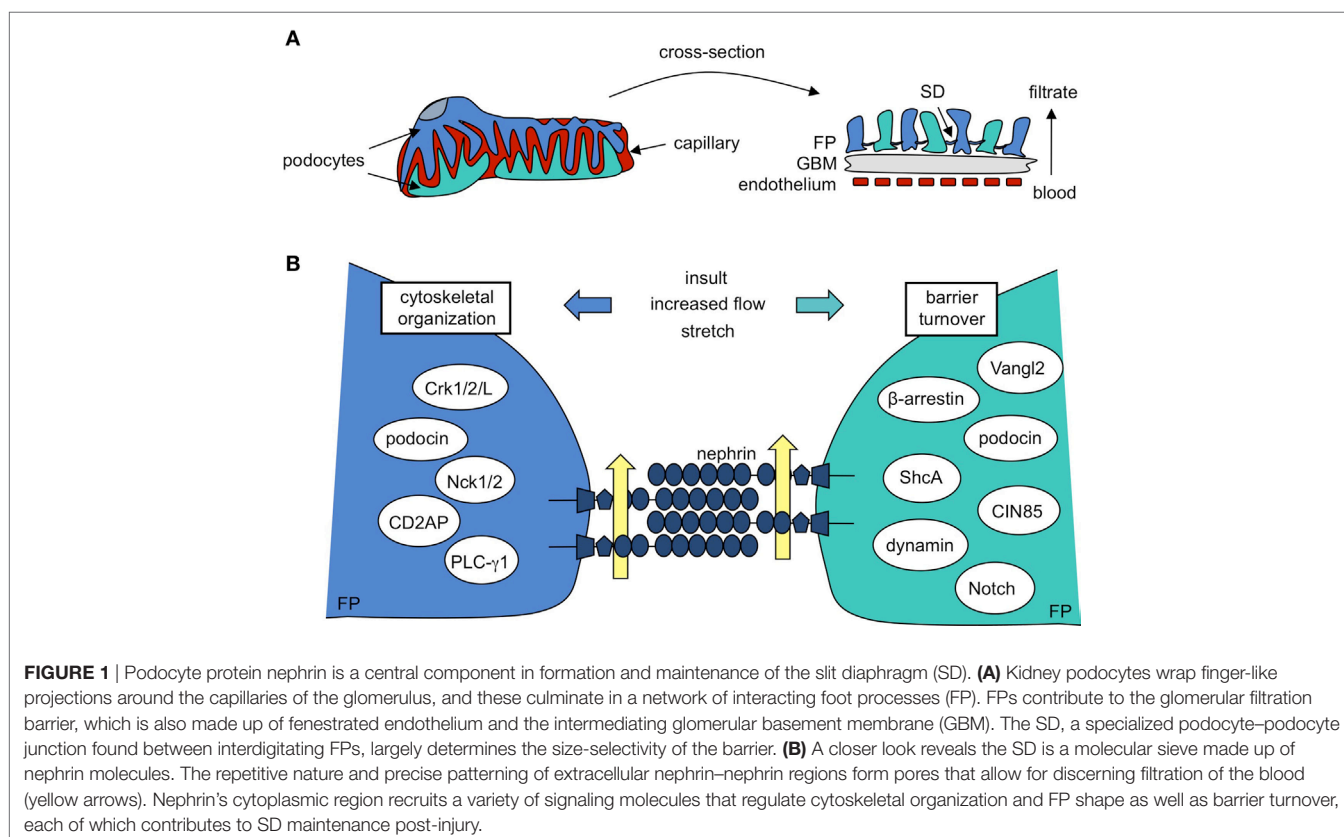 A
cross-section
podocytes
capillary
SD
filtrate
FP
GBM
endothelium
blood
B
cytoskeletal
organization
insult
increased flow
stretch
barrier
turnover
Crk1/2/L
podocin
Nck1/2
CD2AP
PLC-γ1
FP
nephrin
Vangl2
β-arrestin
podocin
ShcA
CIN85
dynamin
Notch
FP
FIGURE 1 | Podocyte protein nephrin is a central component in formation and maintenance of the slit diaphragm (SD). (A) Kidney podocytes wrap finger-like
projections around the capillaries of the glomerulus, and these culminate in a network of interacting foot processes (FP). FPs contribute to the glomerular filtration
barrier, which is also made up of fenestrated endothelium and the intermediating glomerular basement membrane (GBM). The SD, a specialized podocyte–podocyte
junction found between interdigitating FPs, largely determines the size-selectivity of the barrier. (B) A closer look reveals the SD is a molecular sieve made up of
nephrin molecules. The repetitive nature and precise patterning of extracellular nephrin–nephrin regions form pores that allow for discerning filtration of the blood
(yellow arrows). Nephrin's cytoplasmic region recruits a variety of signaling molecules that regulate cytoskeletal organization and FP shape as well as barrier turnover,
each of which contributes to SD maintenance post-injury.